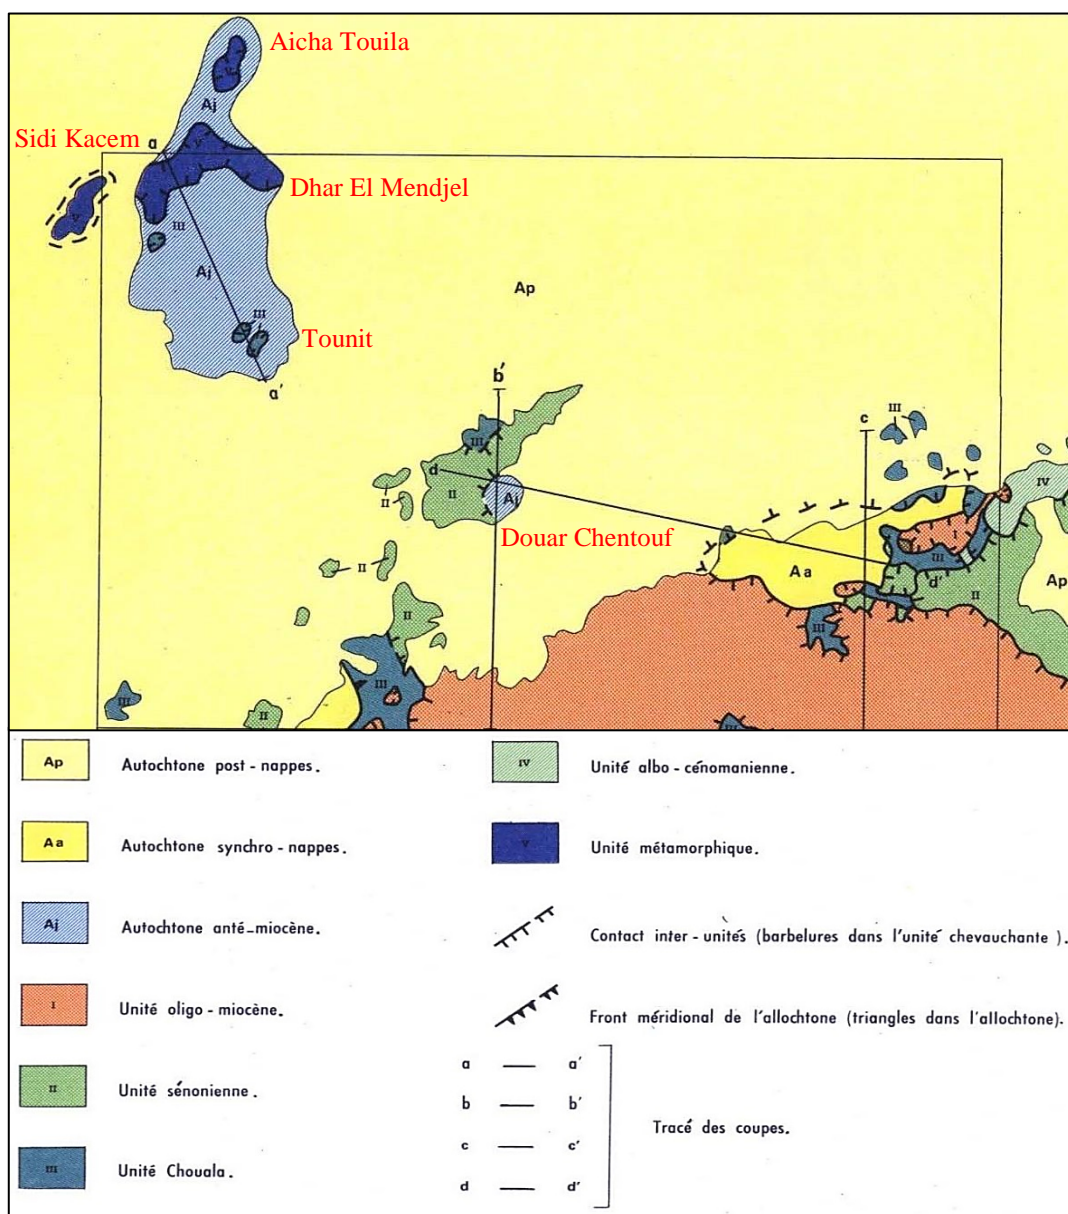 Aicha Touila
V
Aj
Sidi Kacem
a
V
Dhar El Mendjel
V
III
Aj
Ap
III
Tounit
a'
b'
III
c
III
d
II
Aj
II
IV
Douar Chentouf
I
II
Aa
III
d'
II
Ap
II
III
III
III
II
III
Ap
Autochtone post - nappes.
Aa
Autochtone synchro - nappes.
Aj
Autochtone anté-miocène.
I
Unité oligo - miocène.
II
Unité sénonienne.
III
Unité Chouala.
IV
Unité albo - cénomanienne.
V
Unité métamorphique.
Contact inter - unités (barbelures dans l'unité chevauchante ).
Front méridional de l'allochtone (triangles dans l'allochtone).
a — a'
b — b'
c — c'
d — d'
Tracé des coupes.